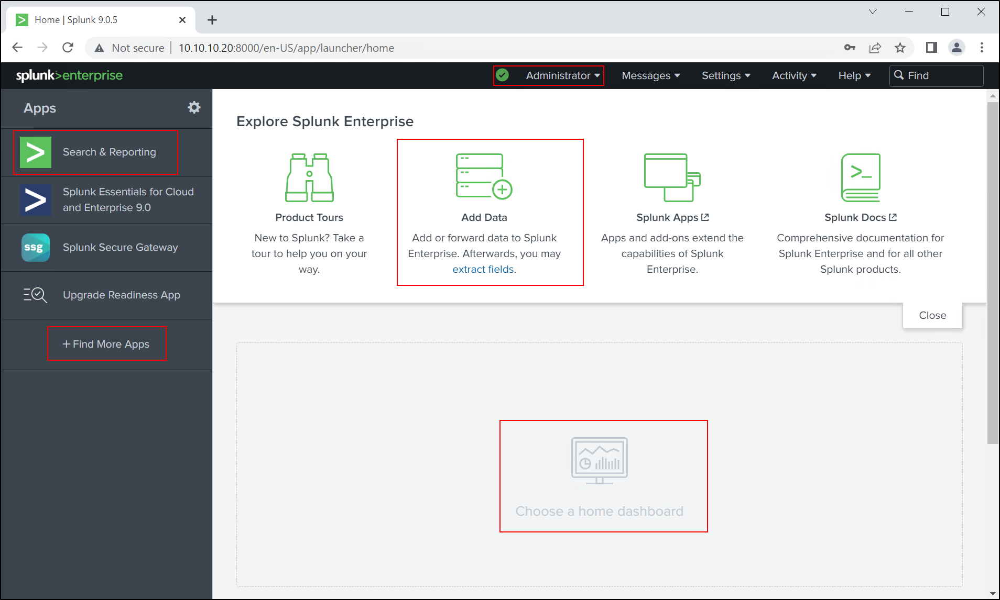 Home | Splunk 9.0.5
Not secure | 10.10.10.20:8000/en-US/app/launcher/home
splunk>enterprise
Administrator
Messages
Settings
Activity
Help
Find
Apps
Search & Reporting
Splunk Essentials for Cloud
and Enterprise 9.0
ssg
Splunk Secure Gateway
Upgrade Readiness App
+ Find More Apps
Explore Splunk Enterprise
Product Tours
New to Splunk? Take a
tour to help you on your
way.
Add Data
Add or forward data to Splunk
Enterprise. Afterwards, you may
extract fields.
Splunk Apps
Apps and add-ons extend the
capabilities of Splunk
Enterprise.
Splunk Docs
Comprehensive documentation for
Splunk Enterprise and for all other
Splunk products.
Close
Choose a home dashboard